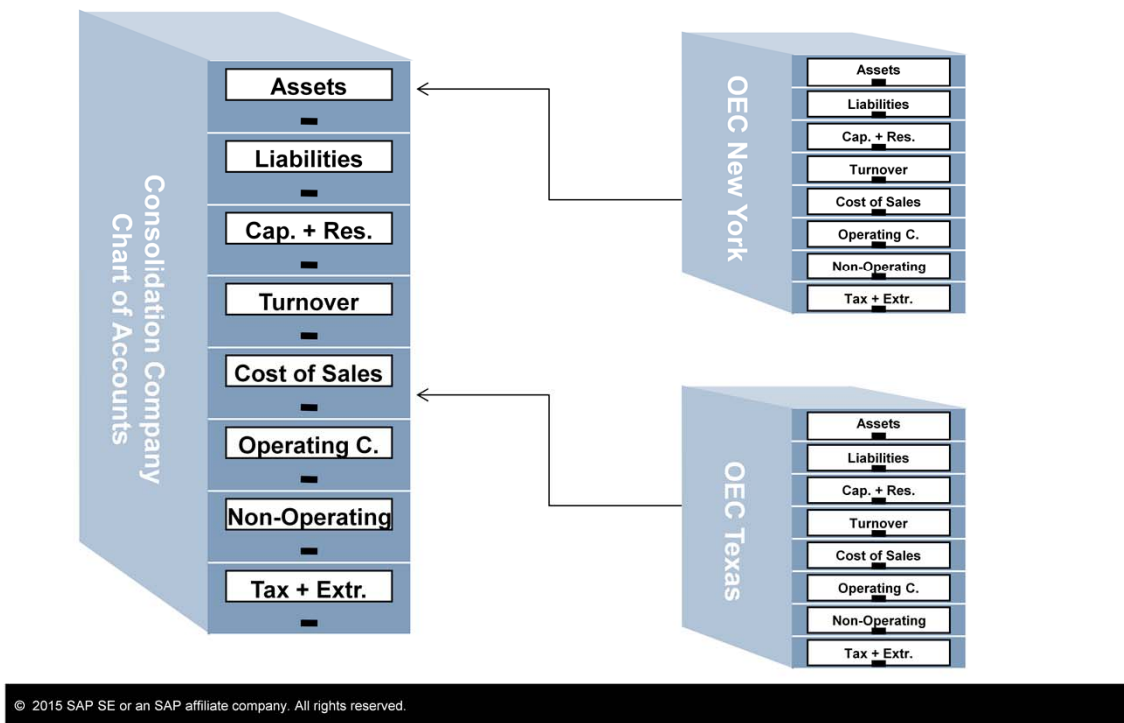 Consolidation Company
Chart of Accounts
Assets
Liabilities
Cap. + Res.
Turnover
Cost of Sales
Operating C.
Non-Operating
Tax + Extr.
OEC New York
Assets
Liabilities
Cap. + Res.
Turnover
Cost of Sales
Operating C.
Non-Operating
Tax + Extr.
OEC Texas
Assets
Liabilities
Cap. + Res.
Turnover
Cost of Sales
Operating C.
Non-Operating
Tax + Extr.
© 2015 SAP SE or an SAP affiliate company. All rights reserved.